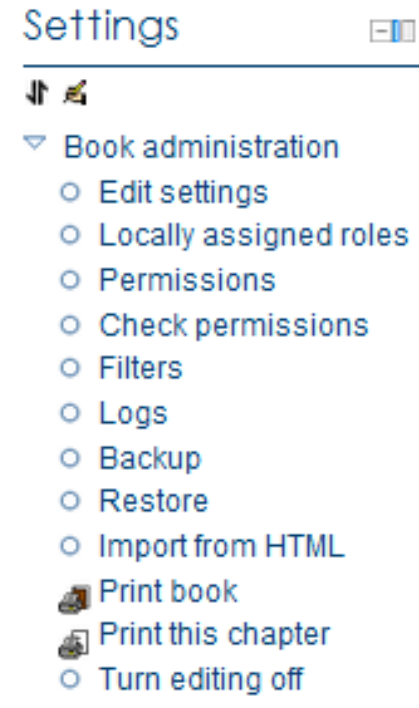 Settings
Book administration
Edit settings
Locally assigned roles
Permissions
Check permissions
Filters
Logs
Backup
Restore
Import from HTML
Print book
Print this chapter
Turn editing off